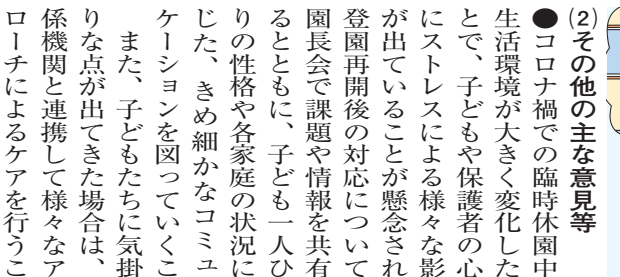 (2)その他の主な意見等
●コロナ禍での臨時休園中
生活環境が大きく変化した
とで、子どもや保護者の心
にストレスによる様々な影
が出ていることが懸念され
登園再開後の対応について
園長会で課題や情報を共有
るとともに、子ども一人ひ
りの性格や各家庭の状況に
じた、きめ細かなコミュ
ケーションを図っていくこ
また、子どもたちに気掛
りな点が出てきた場合は、
係機関と連携して様々なア
ローチによるケアを行うこ